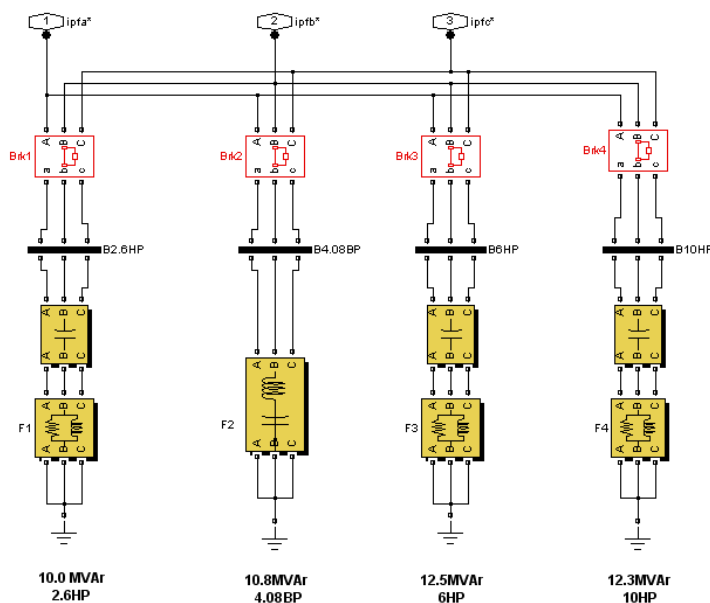 1 ipfa*
2 ipfb*
3 ipfc*
A B C
Brk1
a b c
A B C
Brk2
a b c
A B C
Brk3
a b c
A B C
Brk4
a b c
B2.6HP
B4.08BP
B6HP
B10HP
A B C
A B C
A B C
A B C
A B C
A B C
F1
A B C
A B C
F2
A B C
A B C
F3
A B C
A B C
F4
A B C
A B C
A B C
A B C
10.0 MVAr
2.6HP
10.8MVAr
4.08BP
12.5MVAr
6HP
12.3MVAr
10HP